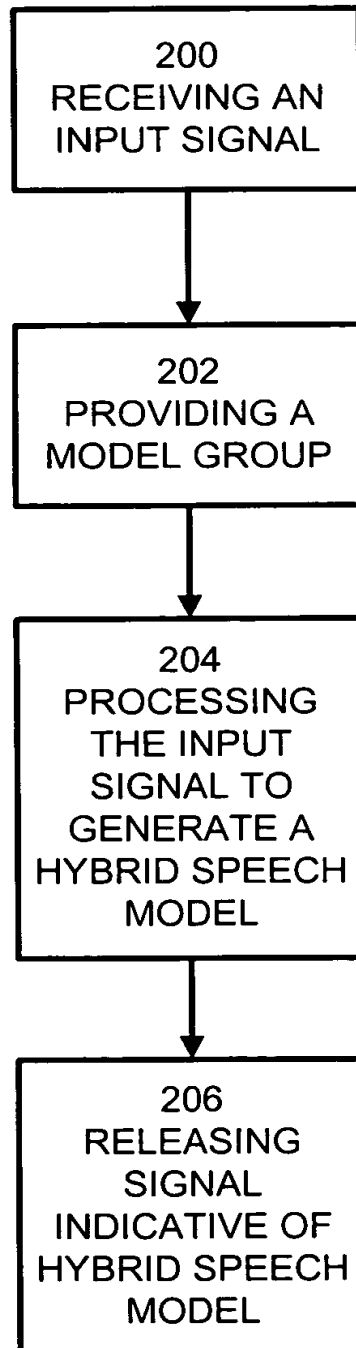 200
RECEIVING AN
INPUT SIGNAL
202
PROVIDING A
MODEL GROUP
204
PROCESSING
THE INPUT
SIGNAL TO
GENERATE A
HYBRID SPEECH
MODEL
206
RELEASING
SIGNAL
INDICATIVE OF
HYBRID SPEECH
MODEL